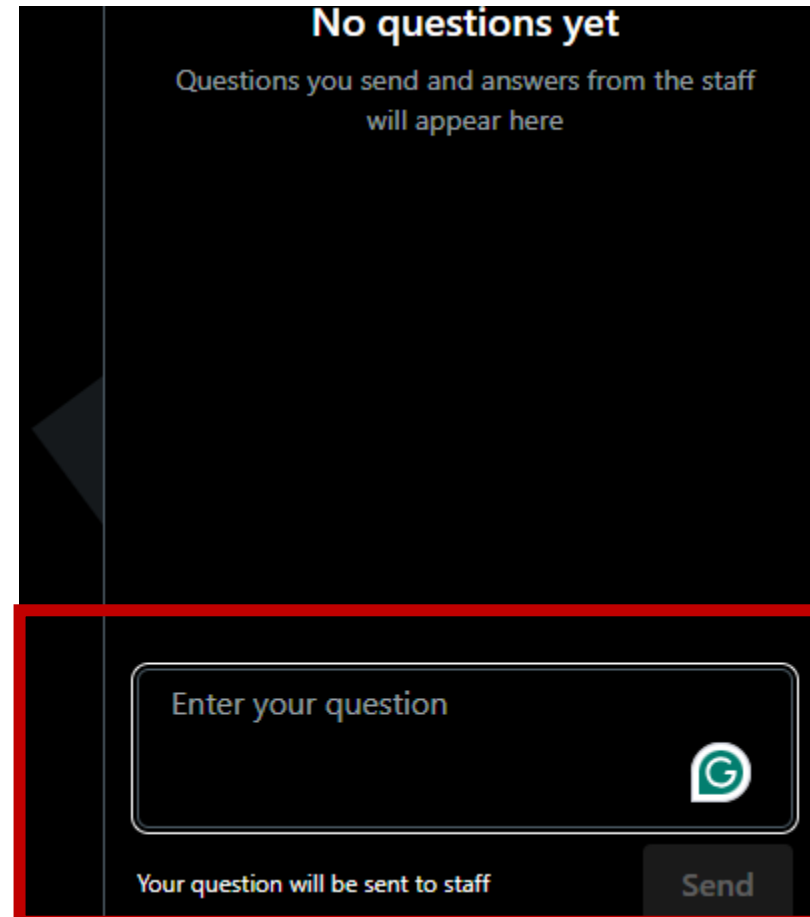 No questions yet
Questions you send and answers from the staff
will appear here
Enter your question
G
Your question will be sent to staff
Send